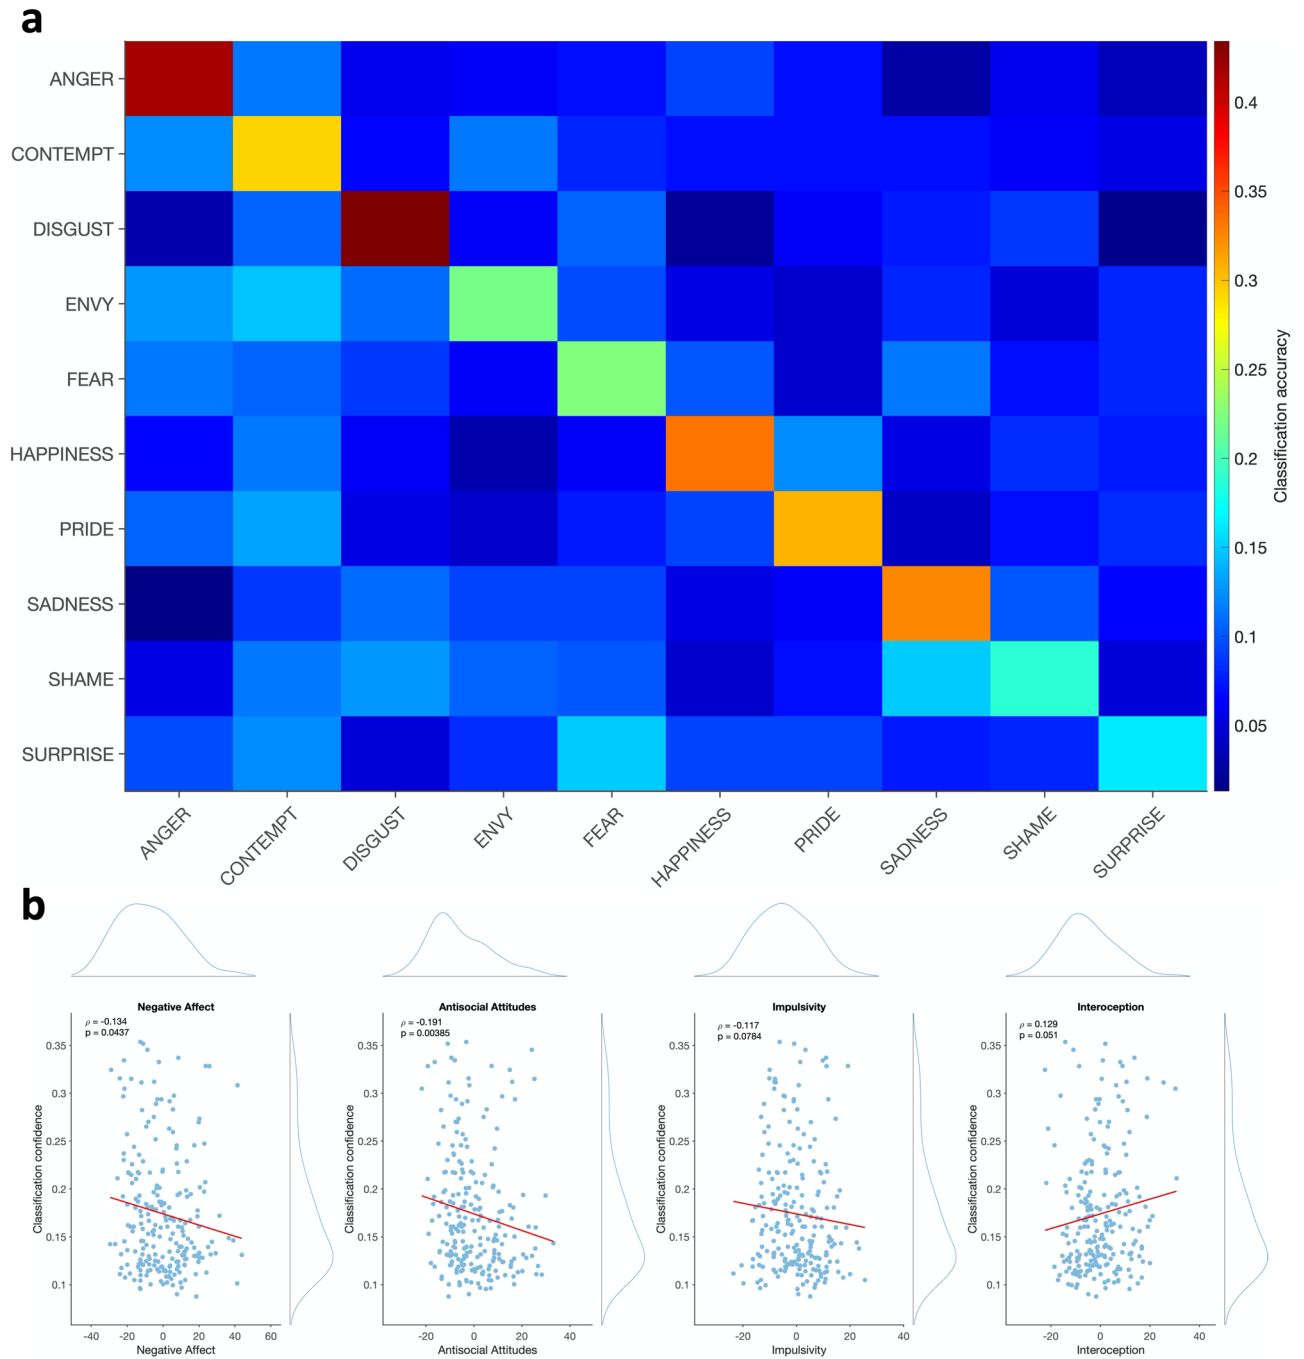 a
ANGER
CONTEMPT
DISGUST
ENVY
FEAR
HAPPINESS
PRIDE
SADNESS
SHAME
SURPRISE
ANGER
CONTEMPT
DISGUST
ENVY
FEAR
HAPPINESS
PRIDE
SADNESS
SHAME
SURPRISE
0.4
0.35
0.3
0.25
0.2
0.15
0.1
0.05
Classification accuracy
b
Negative Affect
ρ = -0.134
p = 0.0437
0.35
0.3
0.25
0.2
0.15
0.1
Classification confidence
-40 -20 0 20 40 60
Negative Affect
Antisocial Attitudes
ρ = -0.191
p = 0.00385
0.35
0.3
0.25
0.2
0.15
0.1
Classification confidence
-20 0 20 40
Antisocial Attitudes
Impulsivity
ρ = -0.117
p = 0.0784
0.35
0.3
0.25
0.2
0.15
0.1
Classification confidence
-20 0 20 40
Impulsivity
Interoception
ρ = 0.129
p = 0.051
0.35
0.3
0.25
0.2
0.15
0.1
Classification confidence
-20 0 20 40
Interoception